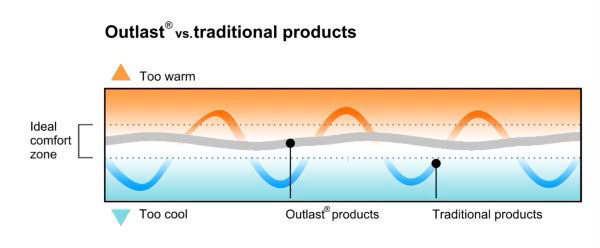 Outlast® vs. traditional products
Too warm
Ideal
comfort
zone
Too cool
Outlast® products
Traditional products